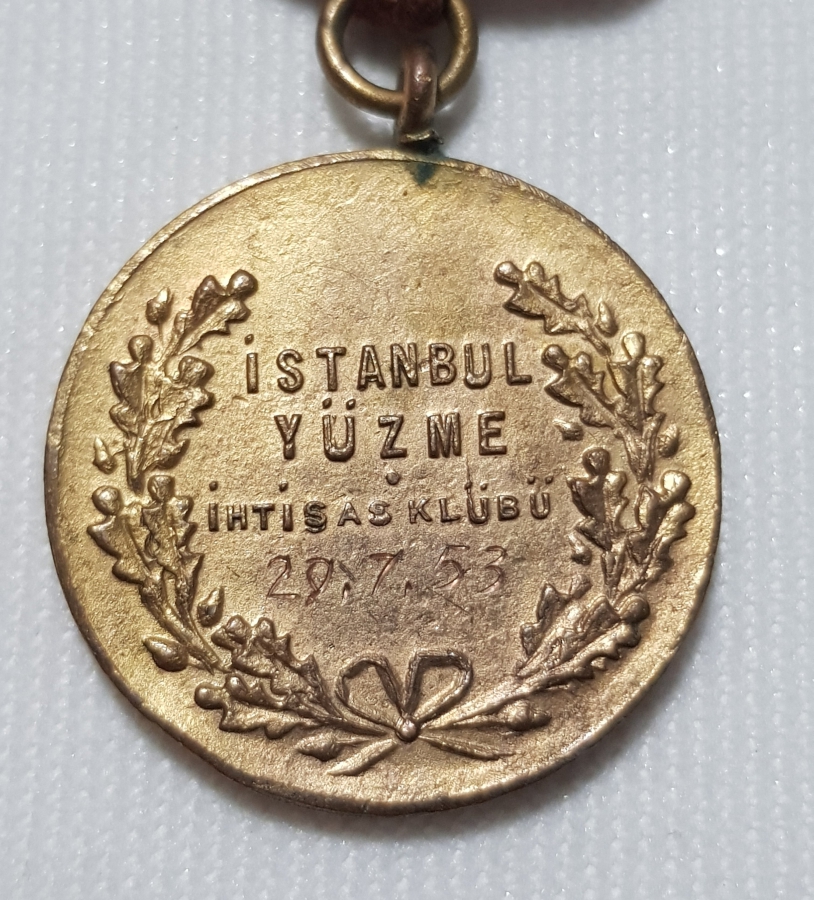 İSTANBUL
YÜZME
İHTİSAS KLÜBÜ
29.7.53